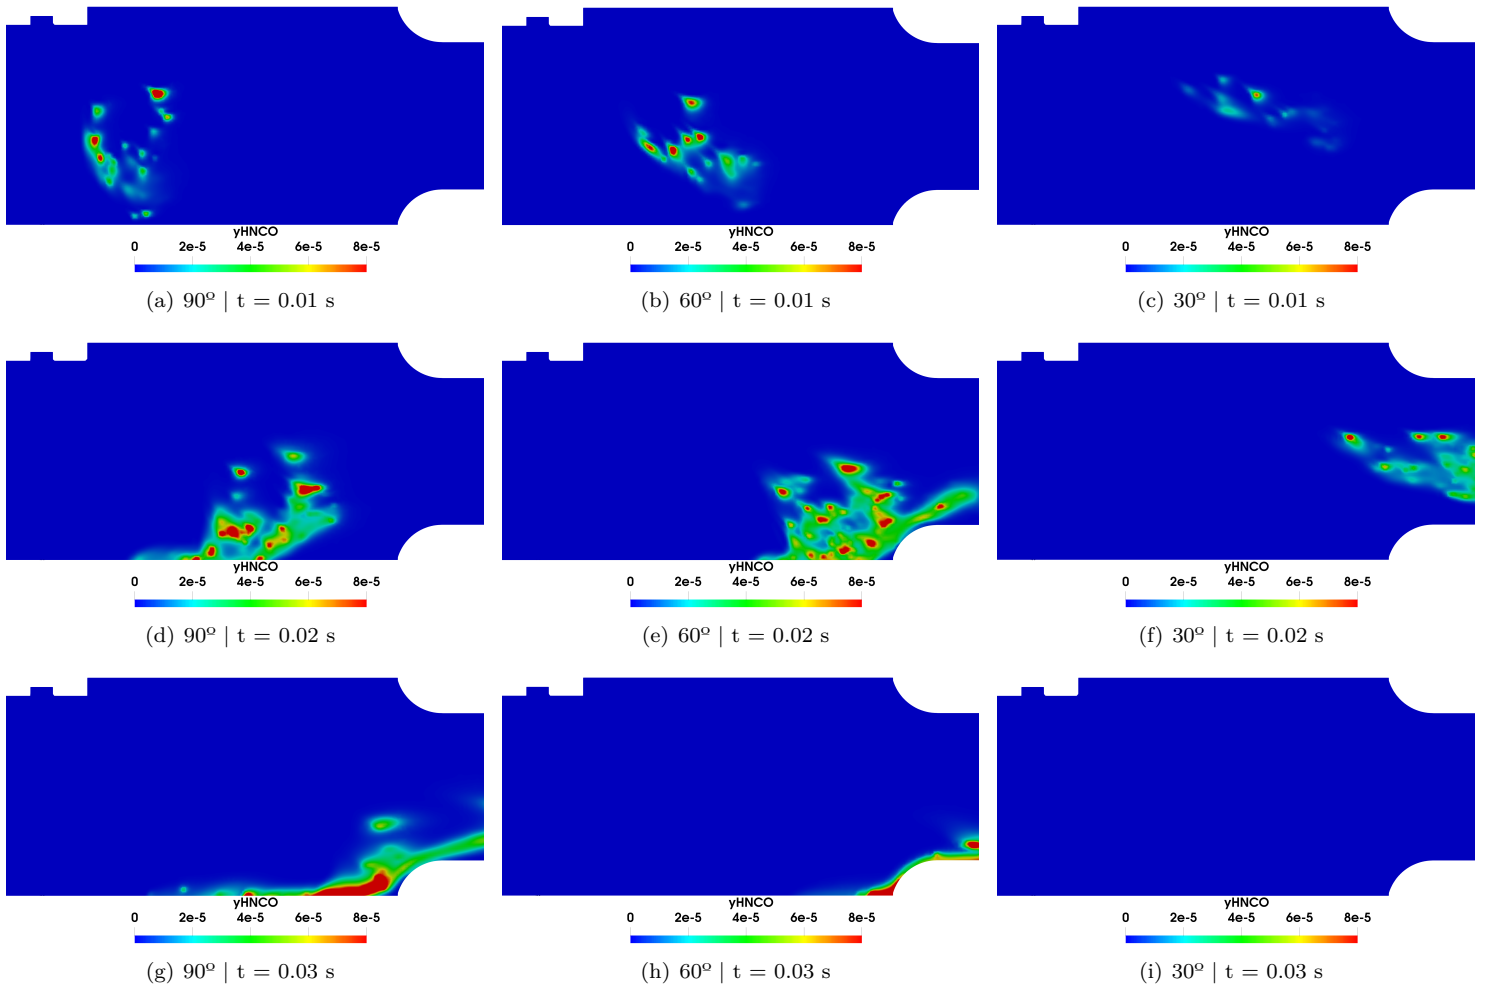 yHNCO yHNCO yHNCO
0 2e-5 4e-5 6e-5 8e-5 0 2e-5 4e-5 6e-5 8e-5 0 2e-5 4e-5 6e-5 8e-5
(a) 90º | t = 0.01 s (b) 60º | t = 0.01 s (c) 30º | t = 0.01 s
yHNCO yHNCO yHNCO
0 2e-5 4e-5 6e-5 8e-5 0 2e-5 4e-5 6e-5 8e-5 0 2e-5 4e-5 6e-5 8e-5
(d) 90º | t = 0.02 s (e) 60º | t = 0.02 s (f) 30º | t = 0.02 s
yHNCO yHNCO yHNCO
0 2e-5 4e-5 6e-5 8e-5 0 2e-5 4e-5 6e-5 8e-5 0 2e-5 4e-5 6e-5 8e-5
(g) 90º | t = 0.03 s (h) 60º | t = 0.03 s (i) 30º | t = 0.03 s